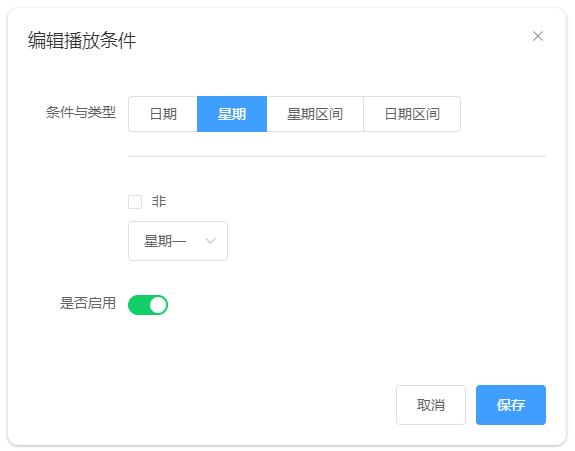 编辑播放条件
条件与类型 日期 星期 星期区间 日期区间
非
星期一
是否启用
取消 保存